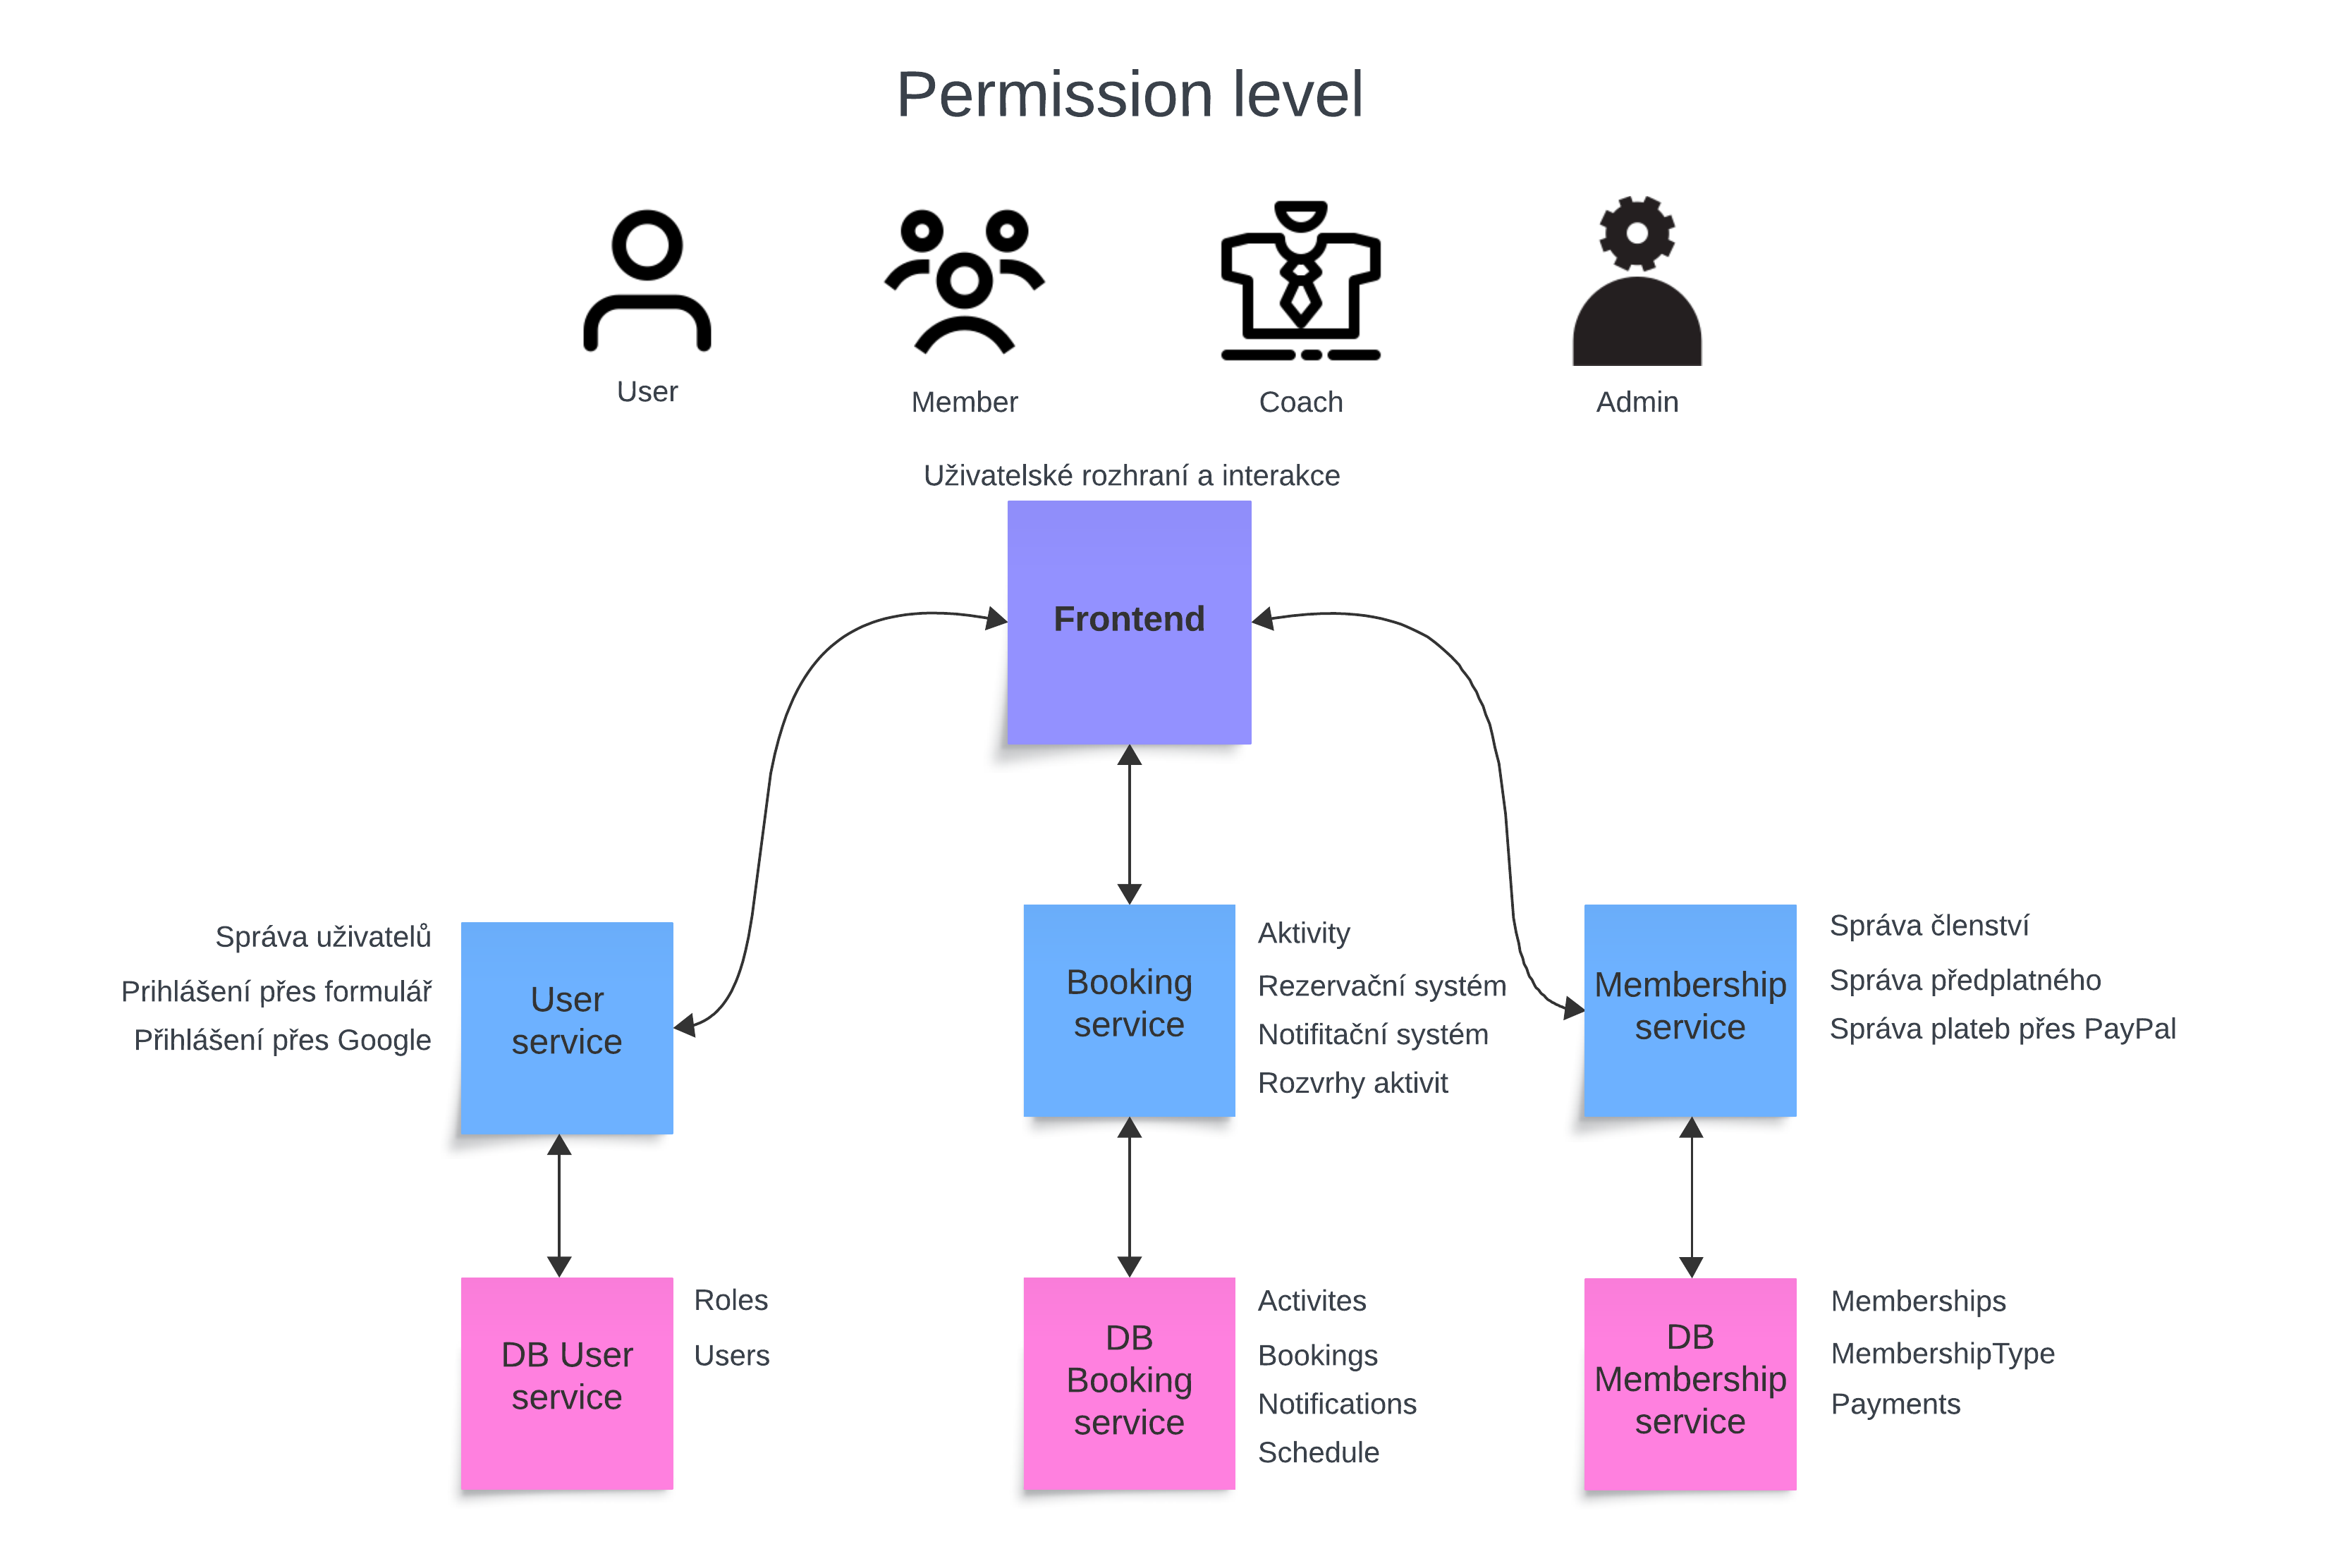 Permission level
User
Member
Coach
Admin
Uživatelské rozhraní a interakce
Frontend
Správa uživatelů
Prihlášení přes formulář
Přihlášení přes Google
User
service
Booking
service
Aktivity
Rezervační systém
Notifitační systém
Rozvrhy aktivit
Membership
service
Správa členství
Správa předplatného
Správa plateb přes PayPal
DB User
service
Roles
Users
DB
Booking
service
Activites
Bookings
Notifications
Schedule
DB
Membership
service
Memberships
MembershipType
Payments